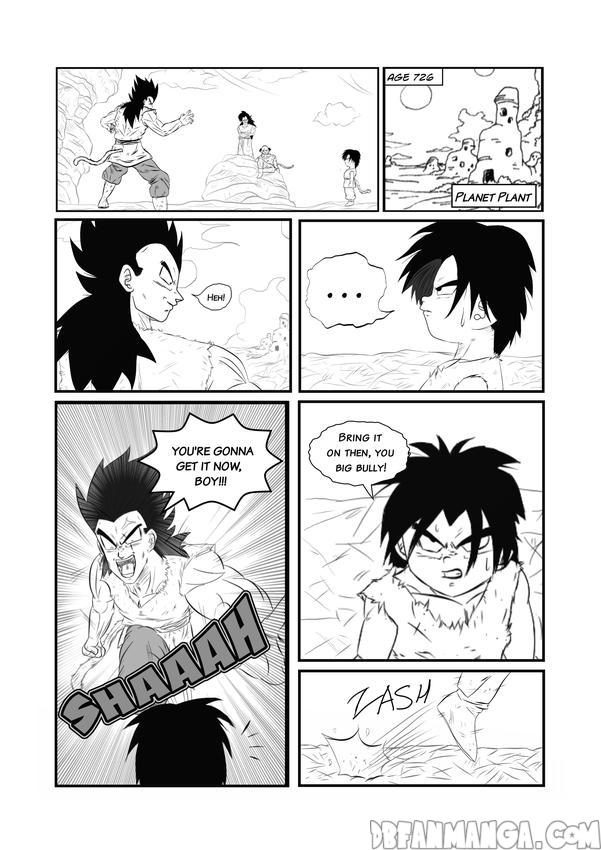 AGE 726
PLANET PLANT
...
HEH!
BRING IT
ON THEN, YOU
BIG BULLY!
ZASH
YOU'RE GONNA
GET IT NOW,
BOY!!!
SHAAAH
DBFANMANGA.COM